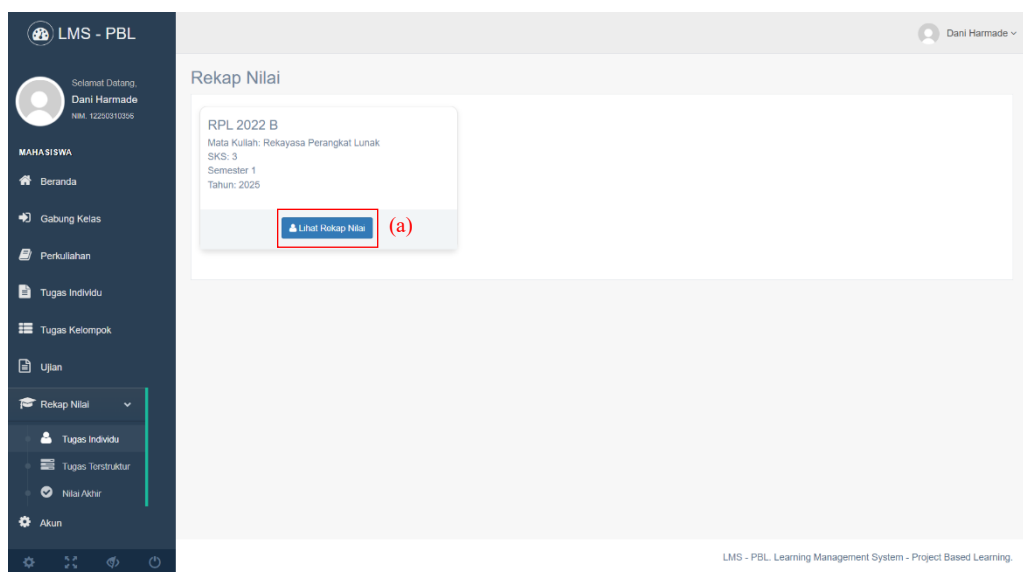 LMS - PBL
Dani Harmade
Selamat Datang,
Dani Harmade
NIM. 12250310356
MAHASISWA
Beranda
Gabung Kelas
Perkuliahan
Tugas Individu
Tugas Kelompok
Ujian
Rekap Nilai
Tugas Individu
Tugas Terstruktur
Nilai Akhir
Akun
Rekap Nilai
RPL 2022 B
Mata Kuliah: Rekayasa Perangkat Lunak
SKS: 3
Semester 1
Tahun: 2025
Lihat Rekap Nilai (a)
LMS - PBL. Learning Management System - Project Based Learning.